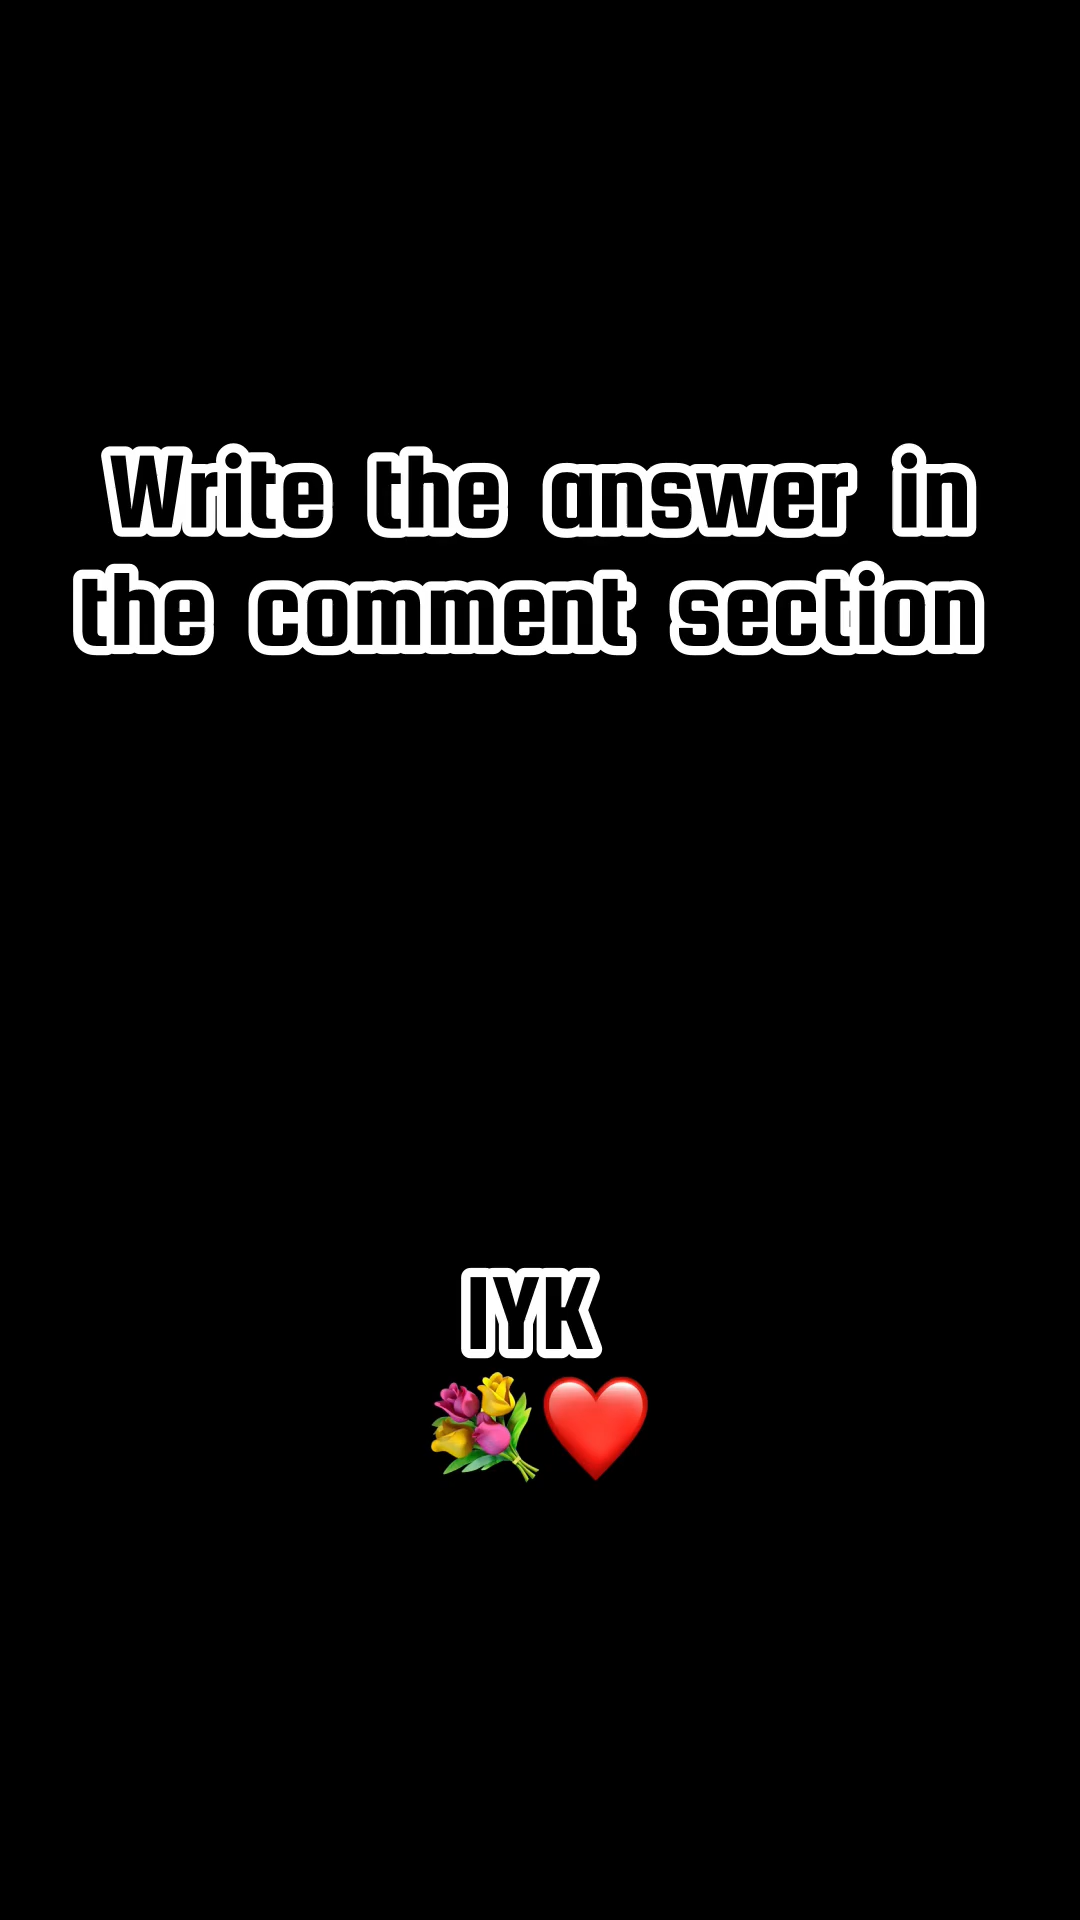 Write the answer in
the comment section
IYK
💐❤️